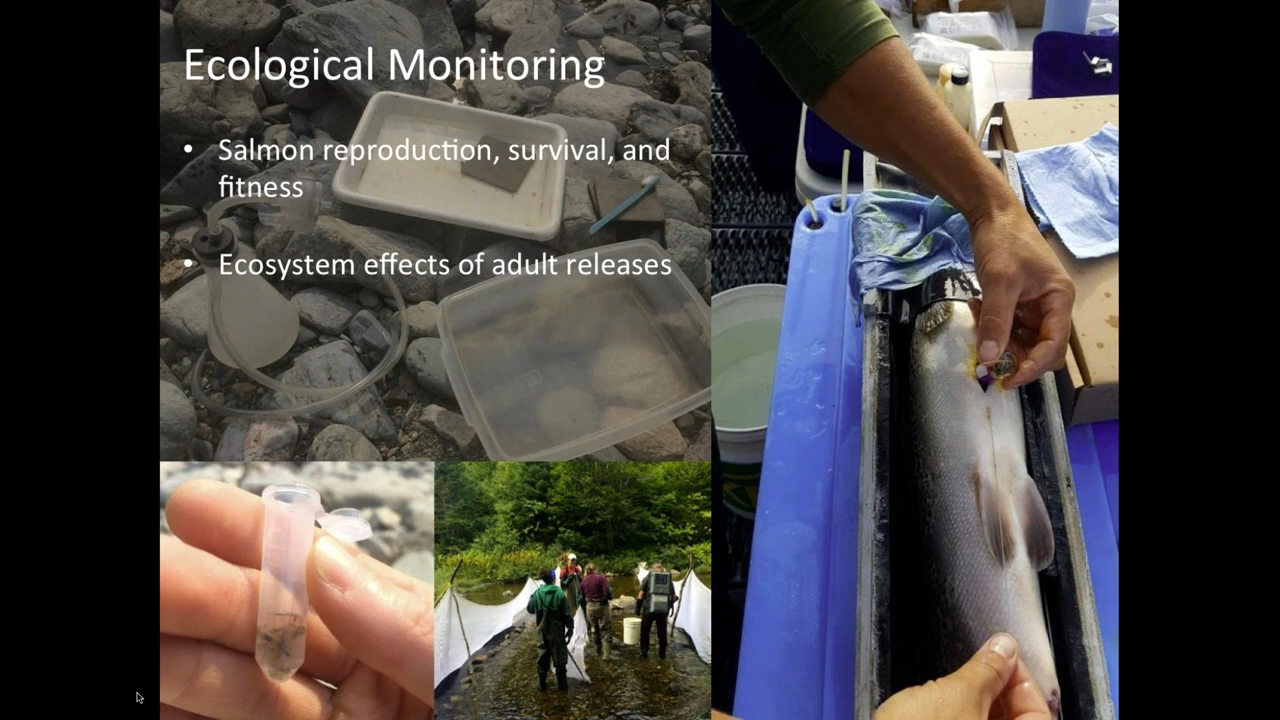 Ecological Monitoring
• Salmon reproduction, survival, and
fitness
• Ecosystem effects of adult releases